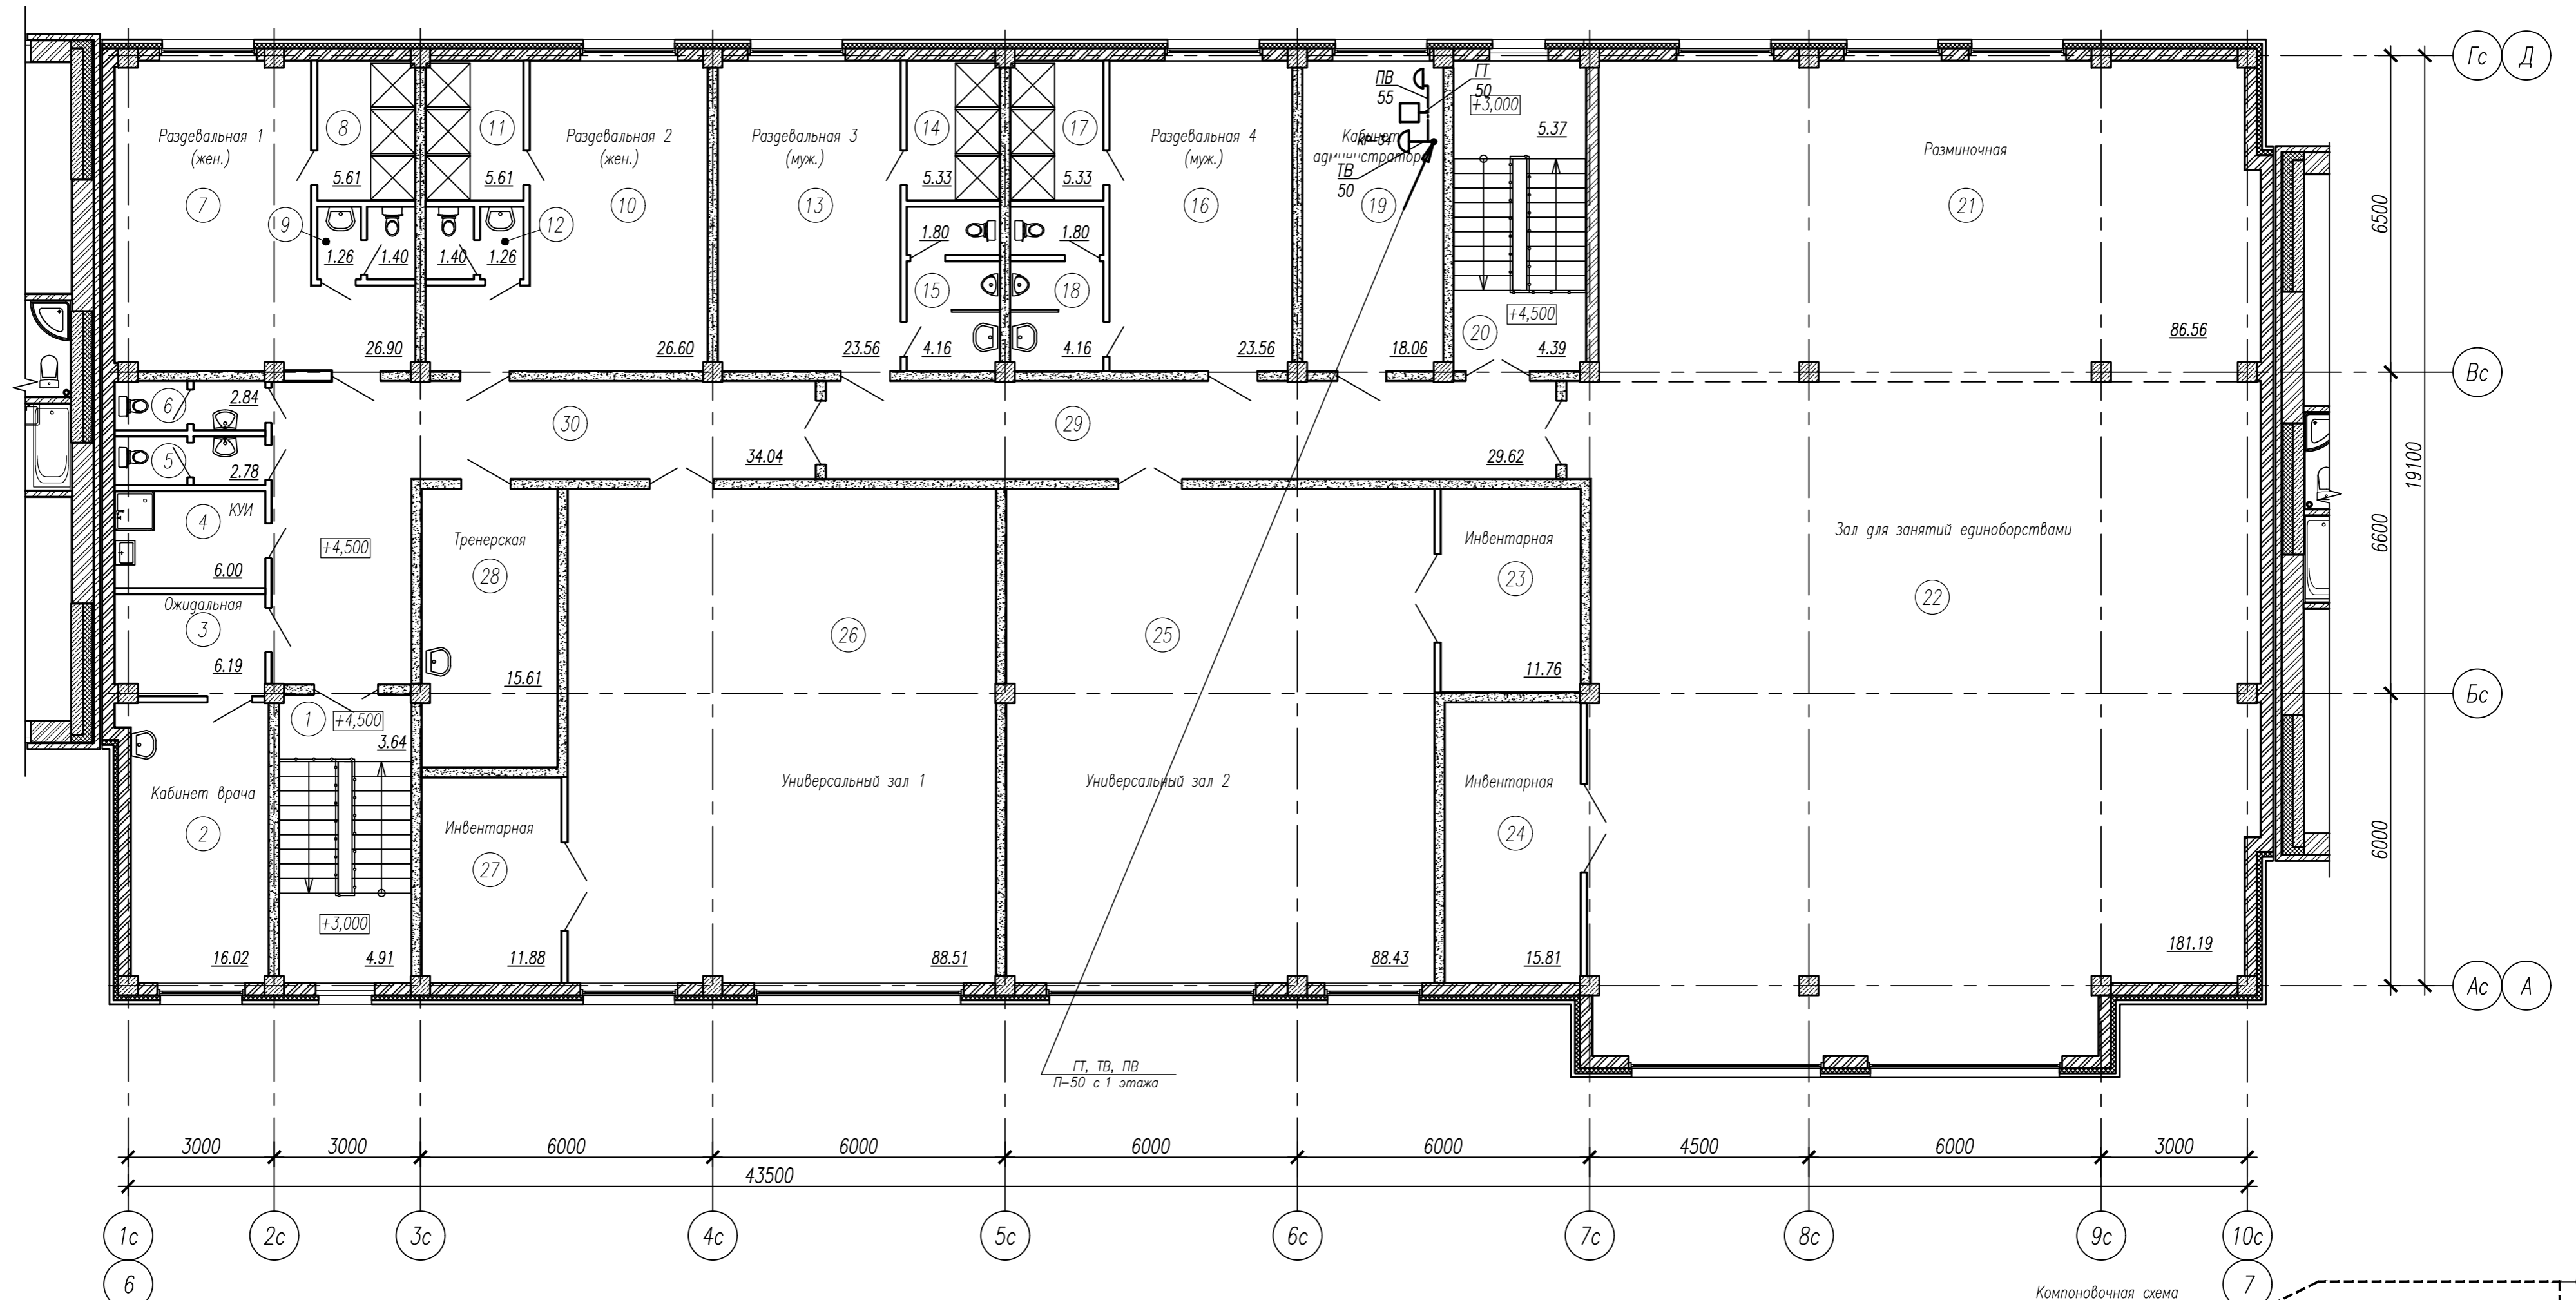 Гс Д
ПВ
55
ГТ
50
+3,000
5.37
Раздевальная 1
(жен.)
7
8
5.61
11
5.61
Раздевальная 2
(жен.)
10
Раздевальная 3
(муж.)
13
14
5.33
17
5.33
Раздевальная 4
(муж.)
16
Кабинет
администратора
ТВ
50
19
Разминочная
21
6500
9
1.26
1.40
1.40
1.26
12
1.80
1.80
15
18
20
+4,500
26.90
26.60
23.56
4.16
4.16
23.56
18.06
4.39
86.56
Вс
6
2.84
5
2.78
30
34.04
29
29.62
19100
4
КУИ
6.00
+4,500
Тренерская
28
15.61
Инвентарная
23
11.76
Зал для занятий единоборствами
22
6600
Ожидальная
3
6.19
26
25
Бс
1
+4,500
3.64
Кабинет врача
2
16.02
Универсальный зал 1
Универсальный зал 2
Инвентарная
24
15.81
Инвентарная
27
11.88
+3,000
4.91
88.51
88.43
181.19
6000
Ас А
ГТ, ТВ, ПВ
П-50 с 1 этажа
3000 3000 6000 6000 6000 6000 4500 6000 3000
43500
1с 2с 3с 4с 5с 6с 7с 8с 9с 10с
6 7
Компоновочная схема